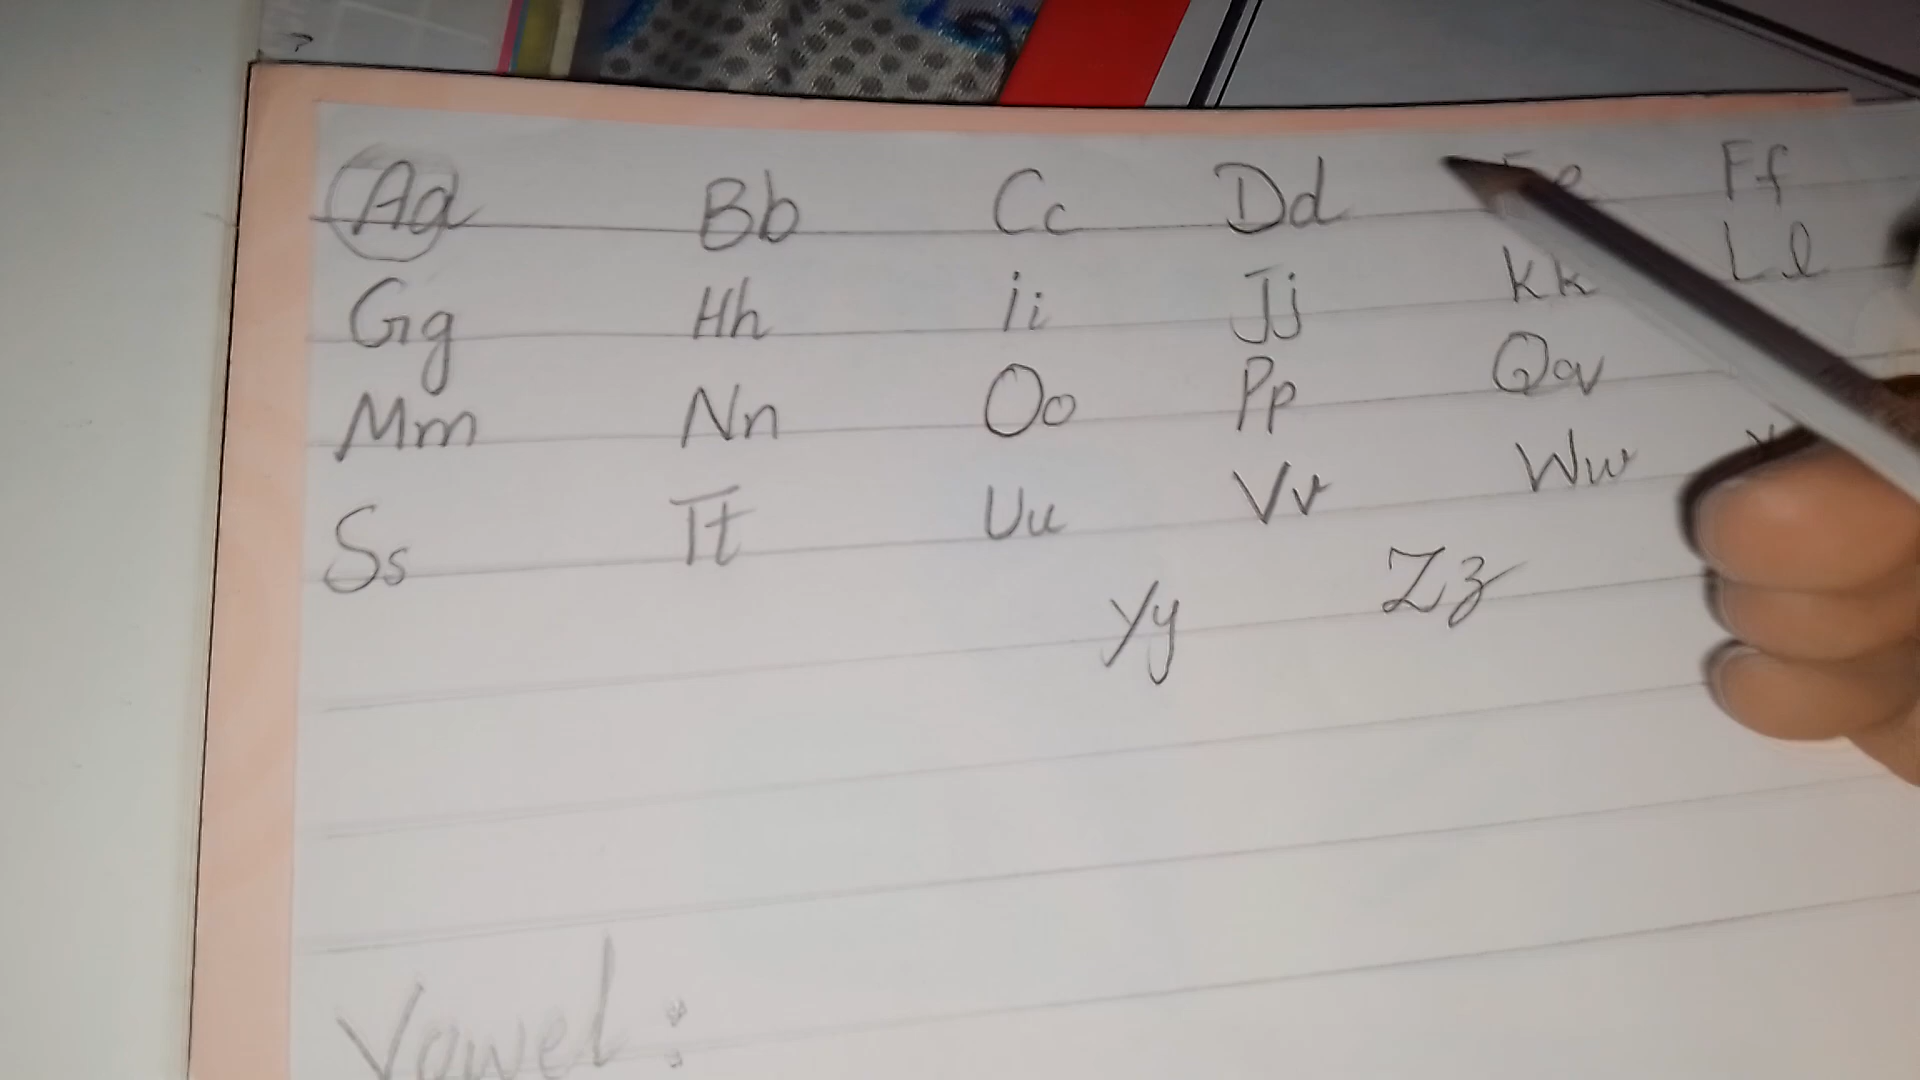 Aa Bb Cc Dd Ff
Gg Hh ii Jj Kk Ll
Mm Nn Oo Pp Qq
Ss Tt Uu Vv Ww
Yy Zz
Vowel: